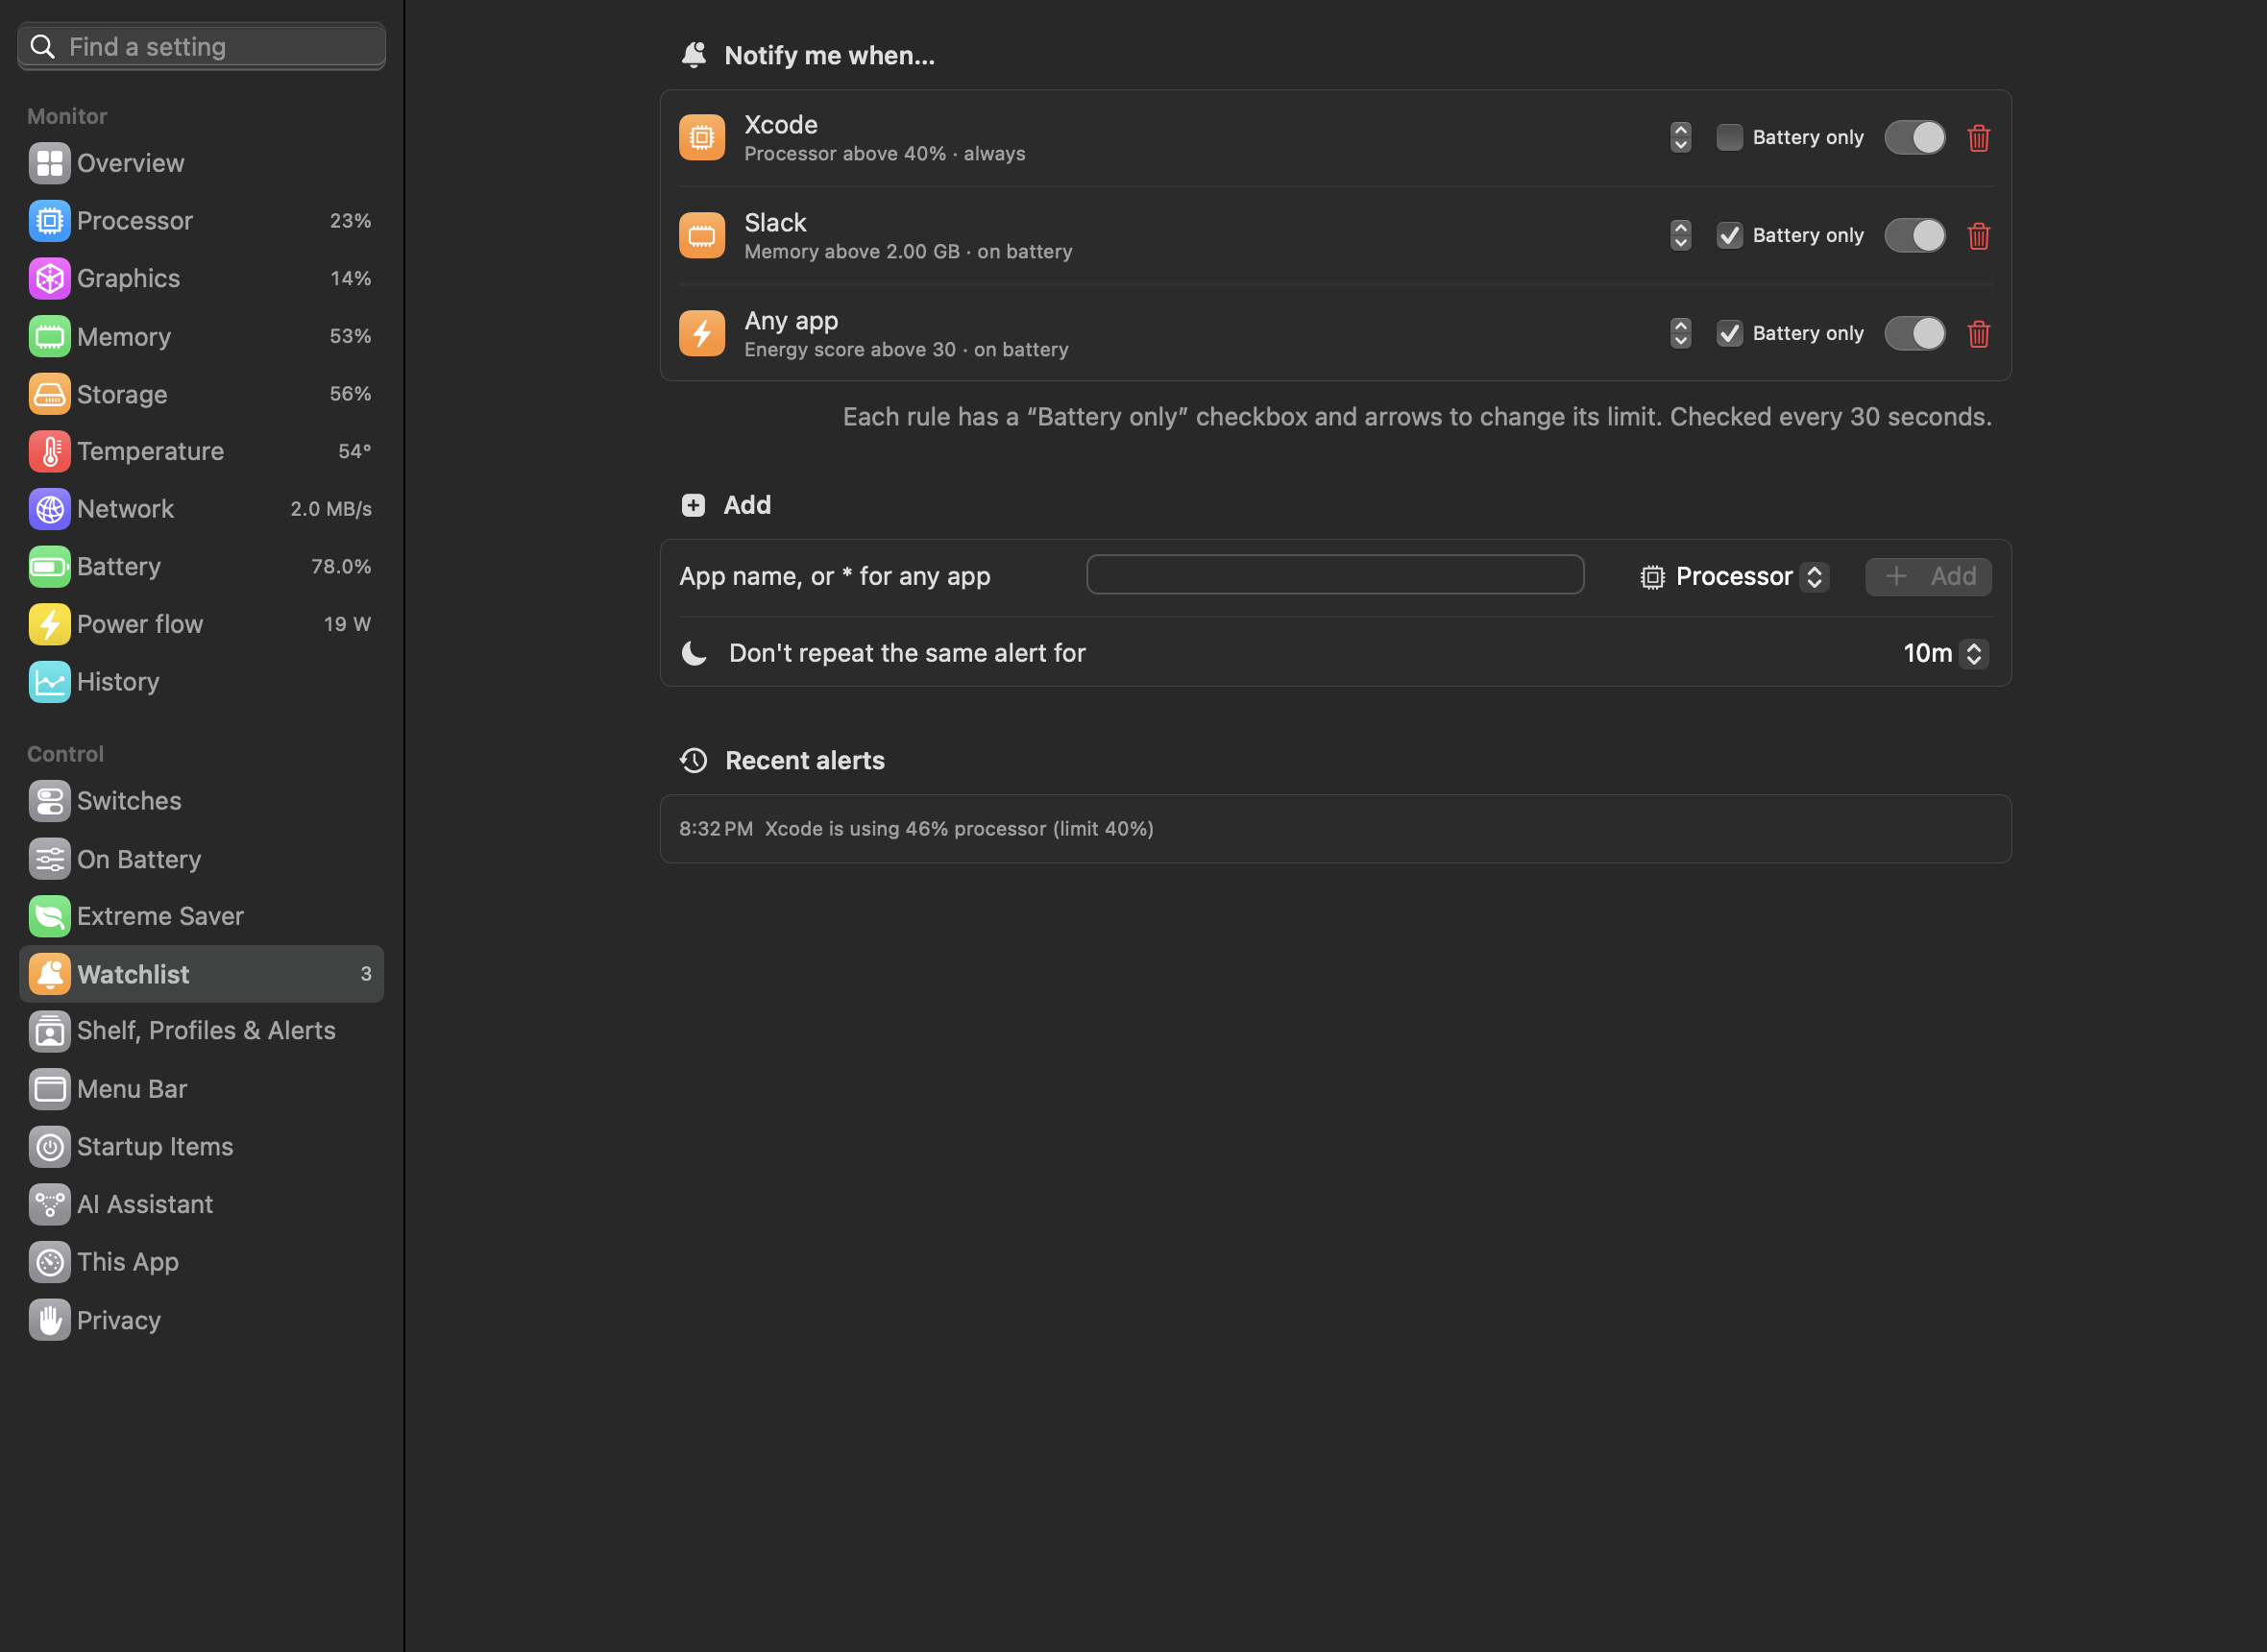 Find a setting
Monitor
Overview
Processor 23%
Graphics 14%
Memory 53%
Storage 56%
Temperature 54°
Network 2.0 MB/s
Battery 78.0%
Power flow 19 W
History
Control
Switches
On Battery
Extreme Saver
Watchlist 3
Shelf, Profiles & Alerts
Menu Bar
Startup Items
AI Assistant
This App
Privacy
Notify me when...
Xcode
Processor above 40% · always
Battery only
Slack
Memory above 2.00 GB · on battery
Battery only
Any app
Energy score above 30 · on battery
Battery only
Each rule has a “Battery only” checkbox and arrows to change its limit. Checked every 30 seconds.
Add
App name, or * for any app
Processor
+ Add
Don't repeat the same alert for
10m
Recent alerts
8:32 PM Xcode is using 46% processor (limit 40%)